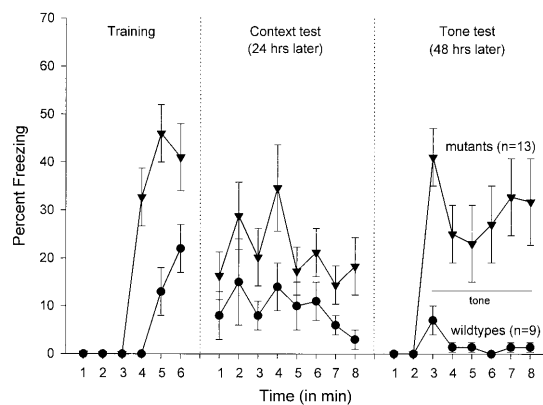 Training
Context test
(24 hrs later)
Tone test
(48 hrs later)
70
60
50
40
30
20
10
0
Percent Freezing
mutants (n=13)
tone
wildtypes (n=9)
1 2 3 4 5 6 1 2 3 4 5 6 7 8 1 2 3 4 5 6 7 8
Time (in min)